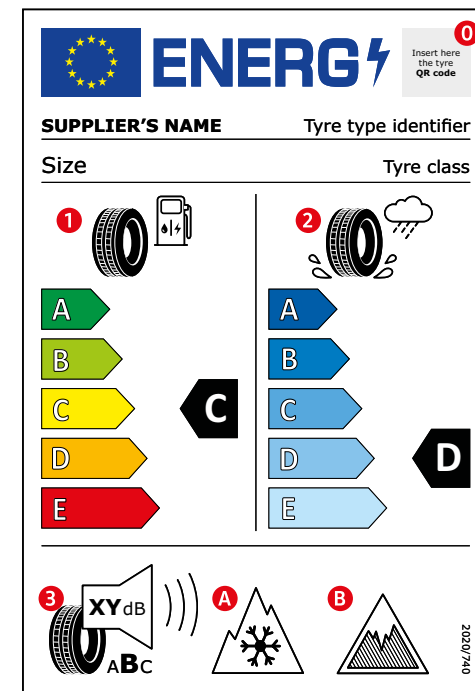 ENERG
0
Insert here
the tyre
QR code
SUPPLIER'S NAME
Tyre type identifier
Size
Tyre class
1
2
A
B
C
D
E
C
A
B
C
D
E
D
3
XYdB
ABC
A
B
2020/740